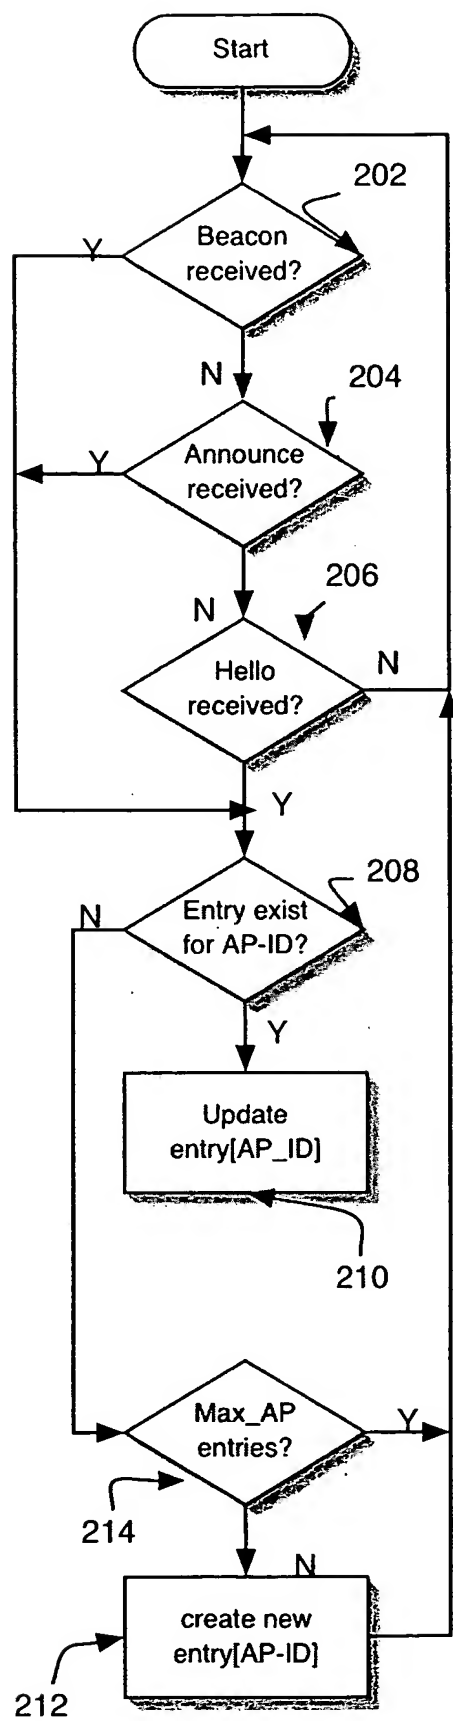 Start
202
Beacon
received?
Y
N
204
Announce
received?
Y
N
206
Hello
received?
N
Y
208
Entry exist
for AP-ID?
N
Y
Update
entry[AP_ID]
210
Max_AP
entries?
Y
214
N
create new
entry[AP-ID]
212